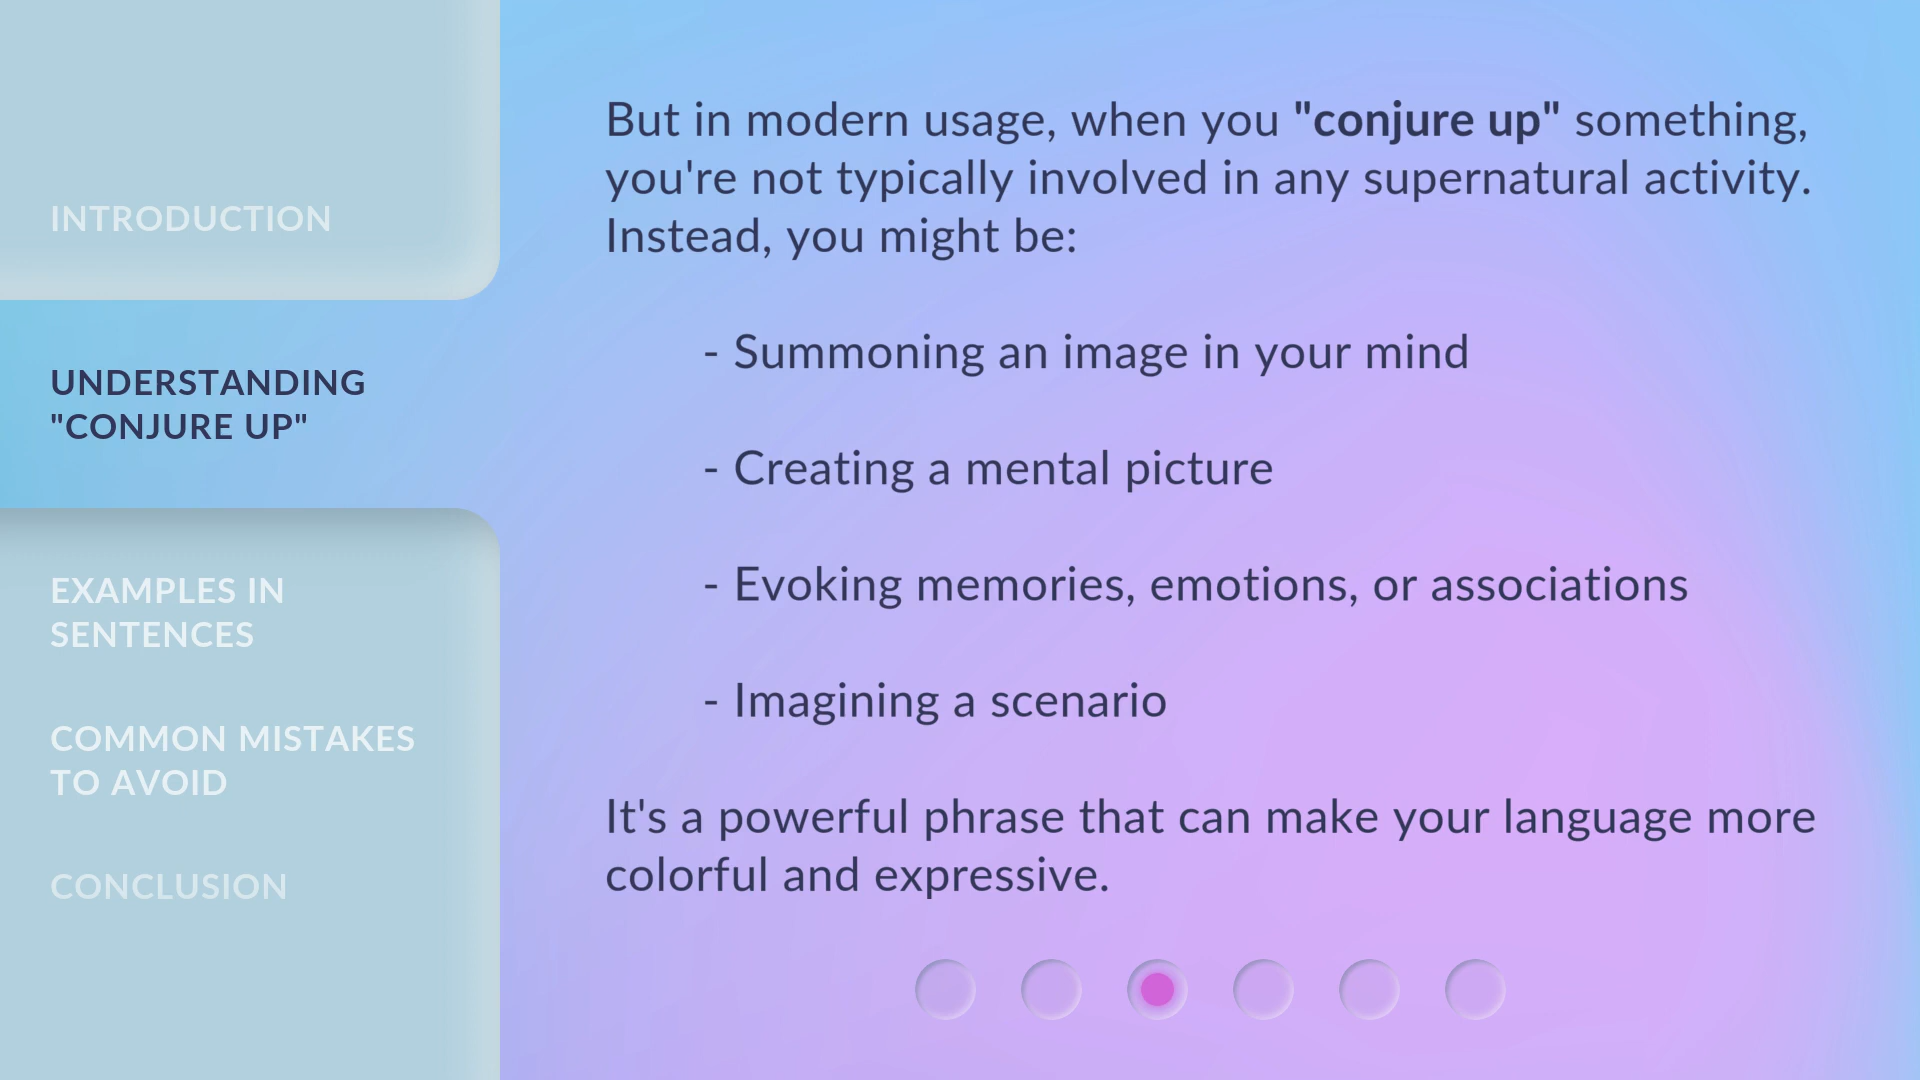 INTRODUCTION
UNDERSTANDING
"CONJURE UP"
EXAMPLES IN
SENTENCES
COMMON MISTAKES
TO AVOID
CONCLUSION
But in modern usage, when you "conjure up" something,
you're not typically involved in any supernatural activity.
Instead, you might be:
- Summoning an image in your mind
- Creating a mental picture
- Evoking memories, emotions, or associations
- Imagining a scenario
It's a powerful phrase that can make your language more
colorful and expressive.